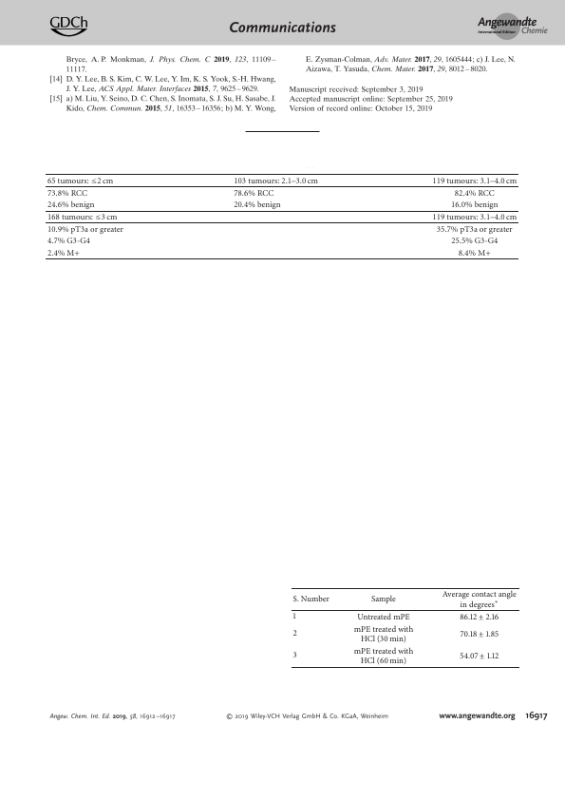 GDCh
Communications
Angewandte
International Edition Chemie
Bryce, A. P. Monkman, J. Phys. Chem. C 2019, 123, 11109–
11117.
[14] D. Y. Lee, B. S. Kim, C. W. Lee, Y. Im, K. S. Yook, S.-H. Hwang,
J. Y. Lee, ACS Appl. Mater. Interfaces 2015, 7, 9625–9629.
[15] a) M. Liu, Y. Seino, D. C. Chen, S. Inomata, S. J. Su, H. Sasabe, J.
Kido, Chem. Commun. 2015, 51, 16353–16356; b) M. Y. Wong,
E. Zysman-Colman, Adv. Mater. 2017, 29, 1605444; c) J. Lee, N.
Aizawa, T. Yasuda, Chem. Mater. 2017, 29, 8012–8020.
Manuscript received: September 3, 2019
Accepted manuscript online: September 25, 2019
Version of record online: October 15, 2019
65 tumours: ≤2 cm 103 tumours: 2.1–3.0 cm 119 tumours: 3.1–4.0 cm
73,8% RCC 78.6% RCC 82.4% RCC
24.6% benign 20.4% benign 16.0% benign
168 tumours: ≤3 cm 119 tumours: 3.1–4.0 cm
10.9% pT3a or greater 35.7% pT3a or greater
4.7% G3-G4 25.5% G3-G4
2.4% M+ 8.4% M+
S. Number Sample Average contact angle
in degrees*
1 Untreated mPE 86.12 ± 2.16
2 mPE treated with
HCl (30 min) 70.18 ± 1.85
3 mPE treated with
HCl (60 min) 54.07 ± 1.12
Angew. Chem. Int. Ed. 2019, 58, 16912–16917
© 2019 Wiley-VCH Verlag GmbH & Co. KGaA, Weinheim
www.angewandte.org 16917